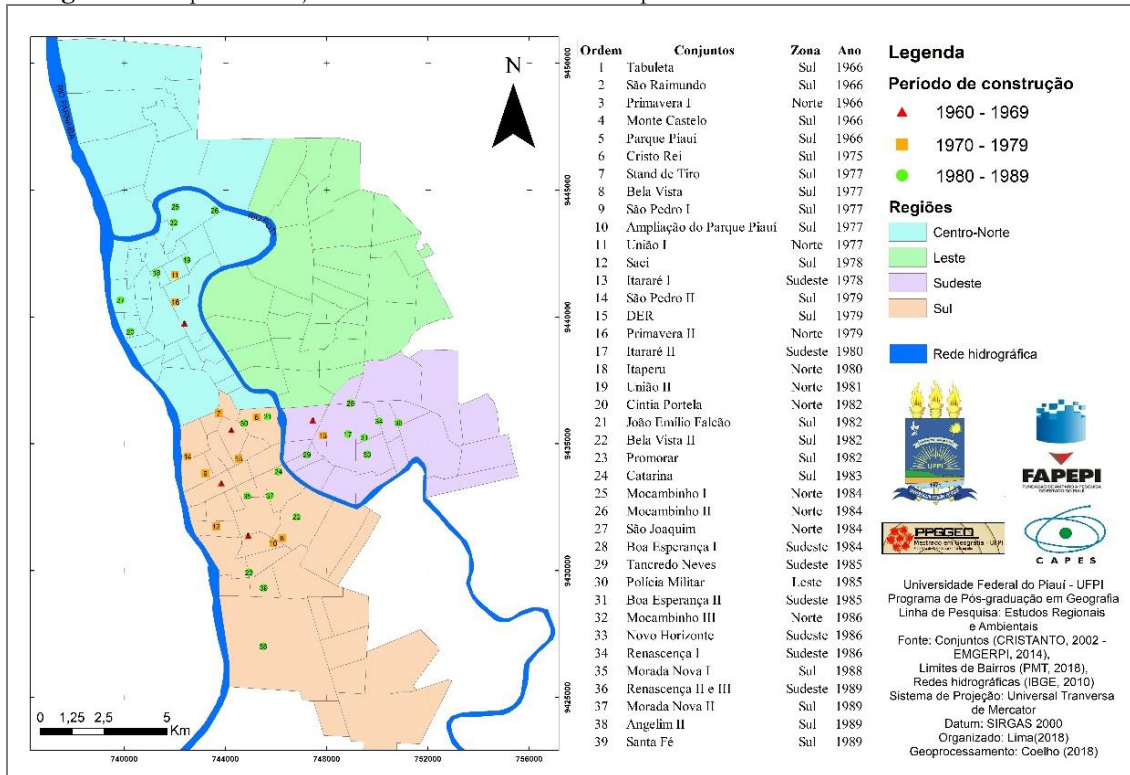 N
RIO PARNAÍBA
0 1,25 2,5 5
Km
740000 744000 748000 752000 756000
9450000
9445000
9440000
9435000
9430000
9425000
Ordem Conjuntos Zona Ano
1 Tabuleta Sul 1966
2 São Raimundo Sul 1966
3 Primavera I Norte 1966
4 Monte Castelo Sul 1966
5 Parque Piauí Sul 1966
6 Cristo Rei Sul 1975
7 Stand de Tiro Sul 1977
8 Bela Vista Sul 1977
9 São Pedro I Sul 1977
10 Ampliação do Parque Piauí Sul 1977
11 União I Norte 1977
12 Saci Sul 1978
13 Itararé I Sudeste 1978
14 São Pedro II Sul 1979
15 DER Sul 1979
16 Primavera II Norte 1979
17 Itararé II Sudeste 1980
18 Itaperu Norte 1980
19 União II Norte 1981
20 Cintia Portela Norte 1982
21 João Emílio Falcão Sul 1982
22 Bela Vista II Sul 1982
23 Promorar Sul 1982
24 Catarina Sul 1983
25 Mocambinho I Norte 1984
26 Mocambinho II Norte 1984
27 São Joaquim Norte 1984
28 Boa Esperança I Sudeste 1984
29 Tancredo Neves Sudeste 1985
30 Polícia Militar Leste 1985
31 Boa Esperança II Sudeste 1985
32 Mocambinho III Norte 1986
33 Novo Horizonte Sudeste 1986
34 Renascença I Sudeste 1986
35 Morada Nova I Sul 1988
36 Renascença II e III Sudeste 1989
37 Morada Nova II Sul 1989
38 Angelim II Sul 1989
39 Santa Fé Sul 1989
Legenda
Período de construção
1960 - 1969
1970 - 1979
1980 - 1989
Regiões
Centro-Norte
Leste
Sudeste
Sul
Rede hidrográfica
UFPI
FAPEPI
PPGGEO
Mestrado em Geografia - UFPI
CAPES
Universidade Federal do Piauí - UFPI
Programa de Pós-graduação em Geografia
Linha de Pesquisa: Estudos Regionais
e Ambientais
Fonte: Conjuntos (CRISTANTO, 2002 -
EMGERPI, 2014),
Limites de Bairros (PMT, 2018),
Redes hidrográficas (IBGE, 2010)
Sistema de Projeção: Universal Tranversa
de Mercator
Datum: SIRGAS 2000
Organizado: Lima(2018)
Geoprocessamento: Coelho (2018)